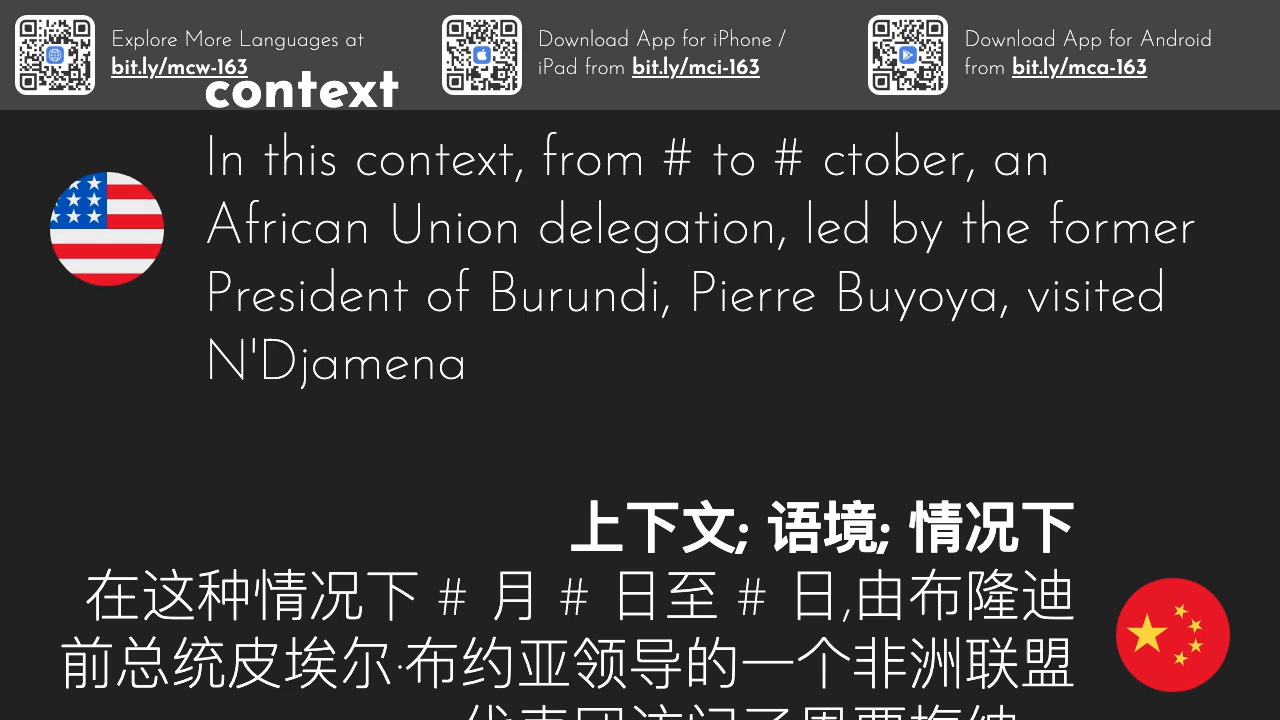 Explore More Languages at
bit.ly/mcw-163
Download App for iPhone /
iPad from bit.ly/mci-163
Download App for Android
from bit.ly/mca-163
context
In this context, from # to # ctober, an
African Union delegation, led by the former
President of Burundi, Pierre Buyoya, visited
N'Djamena
上下文; 语境; 情况下
在这种情况下 # 月 # 日至 # 日,由布隆迪
前总统皮埃尔·布约亚领导的一个非洲联盟